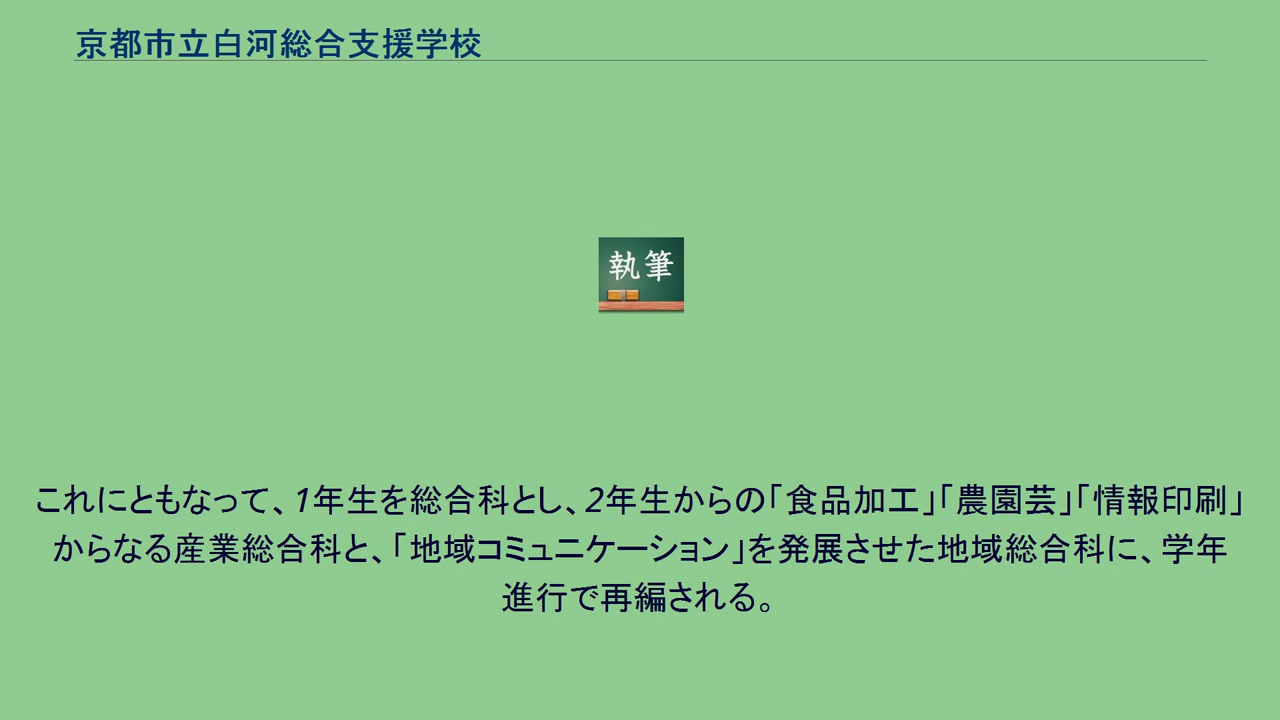 京都市立白河総合支援学校
執筆
これにともなって、1年生を総合科とし、2年生からの「食品加工」「農園芸」「情報印刷」
からなる産業総合科と、「地域コミュニケーション」を発展させた地域総合科に、学年
進行で再編される。